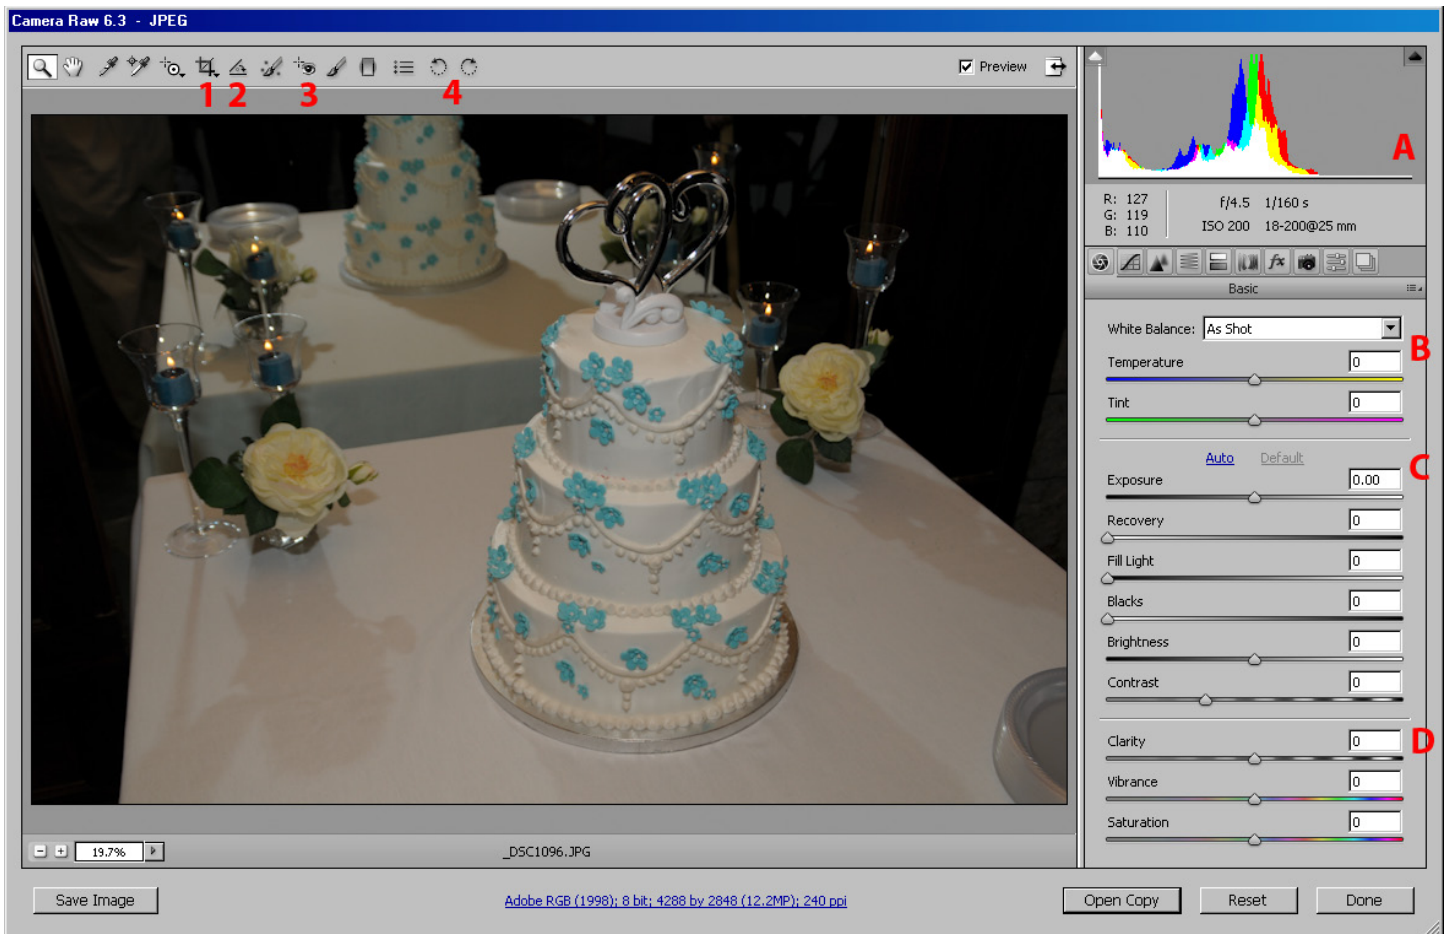 Camera Raw 6.3 - JPEG
Preview
1 2 3 4
A
R: 127
G: 119
B: 110
f/4.5 1/160 s
ISO 200 18-200@25 mm
fx
Basic
White Balance: As Shot
B
Temperature 0
Tint 0
Auto Default
C
Exposure 0.00
Recovery 0
Fill Light 0
Blacks 0
Brightness 0
Contrast 0
Clarity 0
D
Vibrance 0
Saturation 0
19.7%
_DSC1096.JPG
Save Image
Adobe RGB (1998); 8 bit; 4288 by 2848 (12.2MP); 240 ppi
Open Copy
Reset
Done